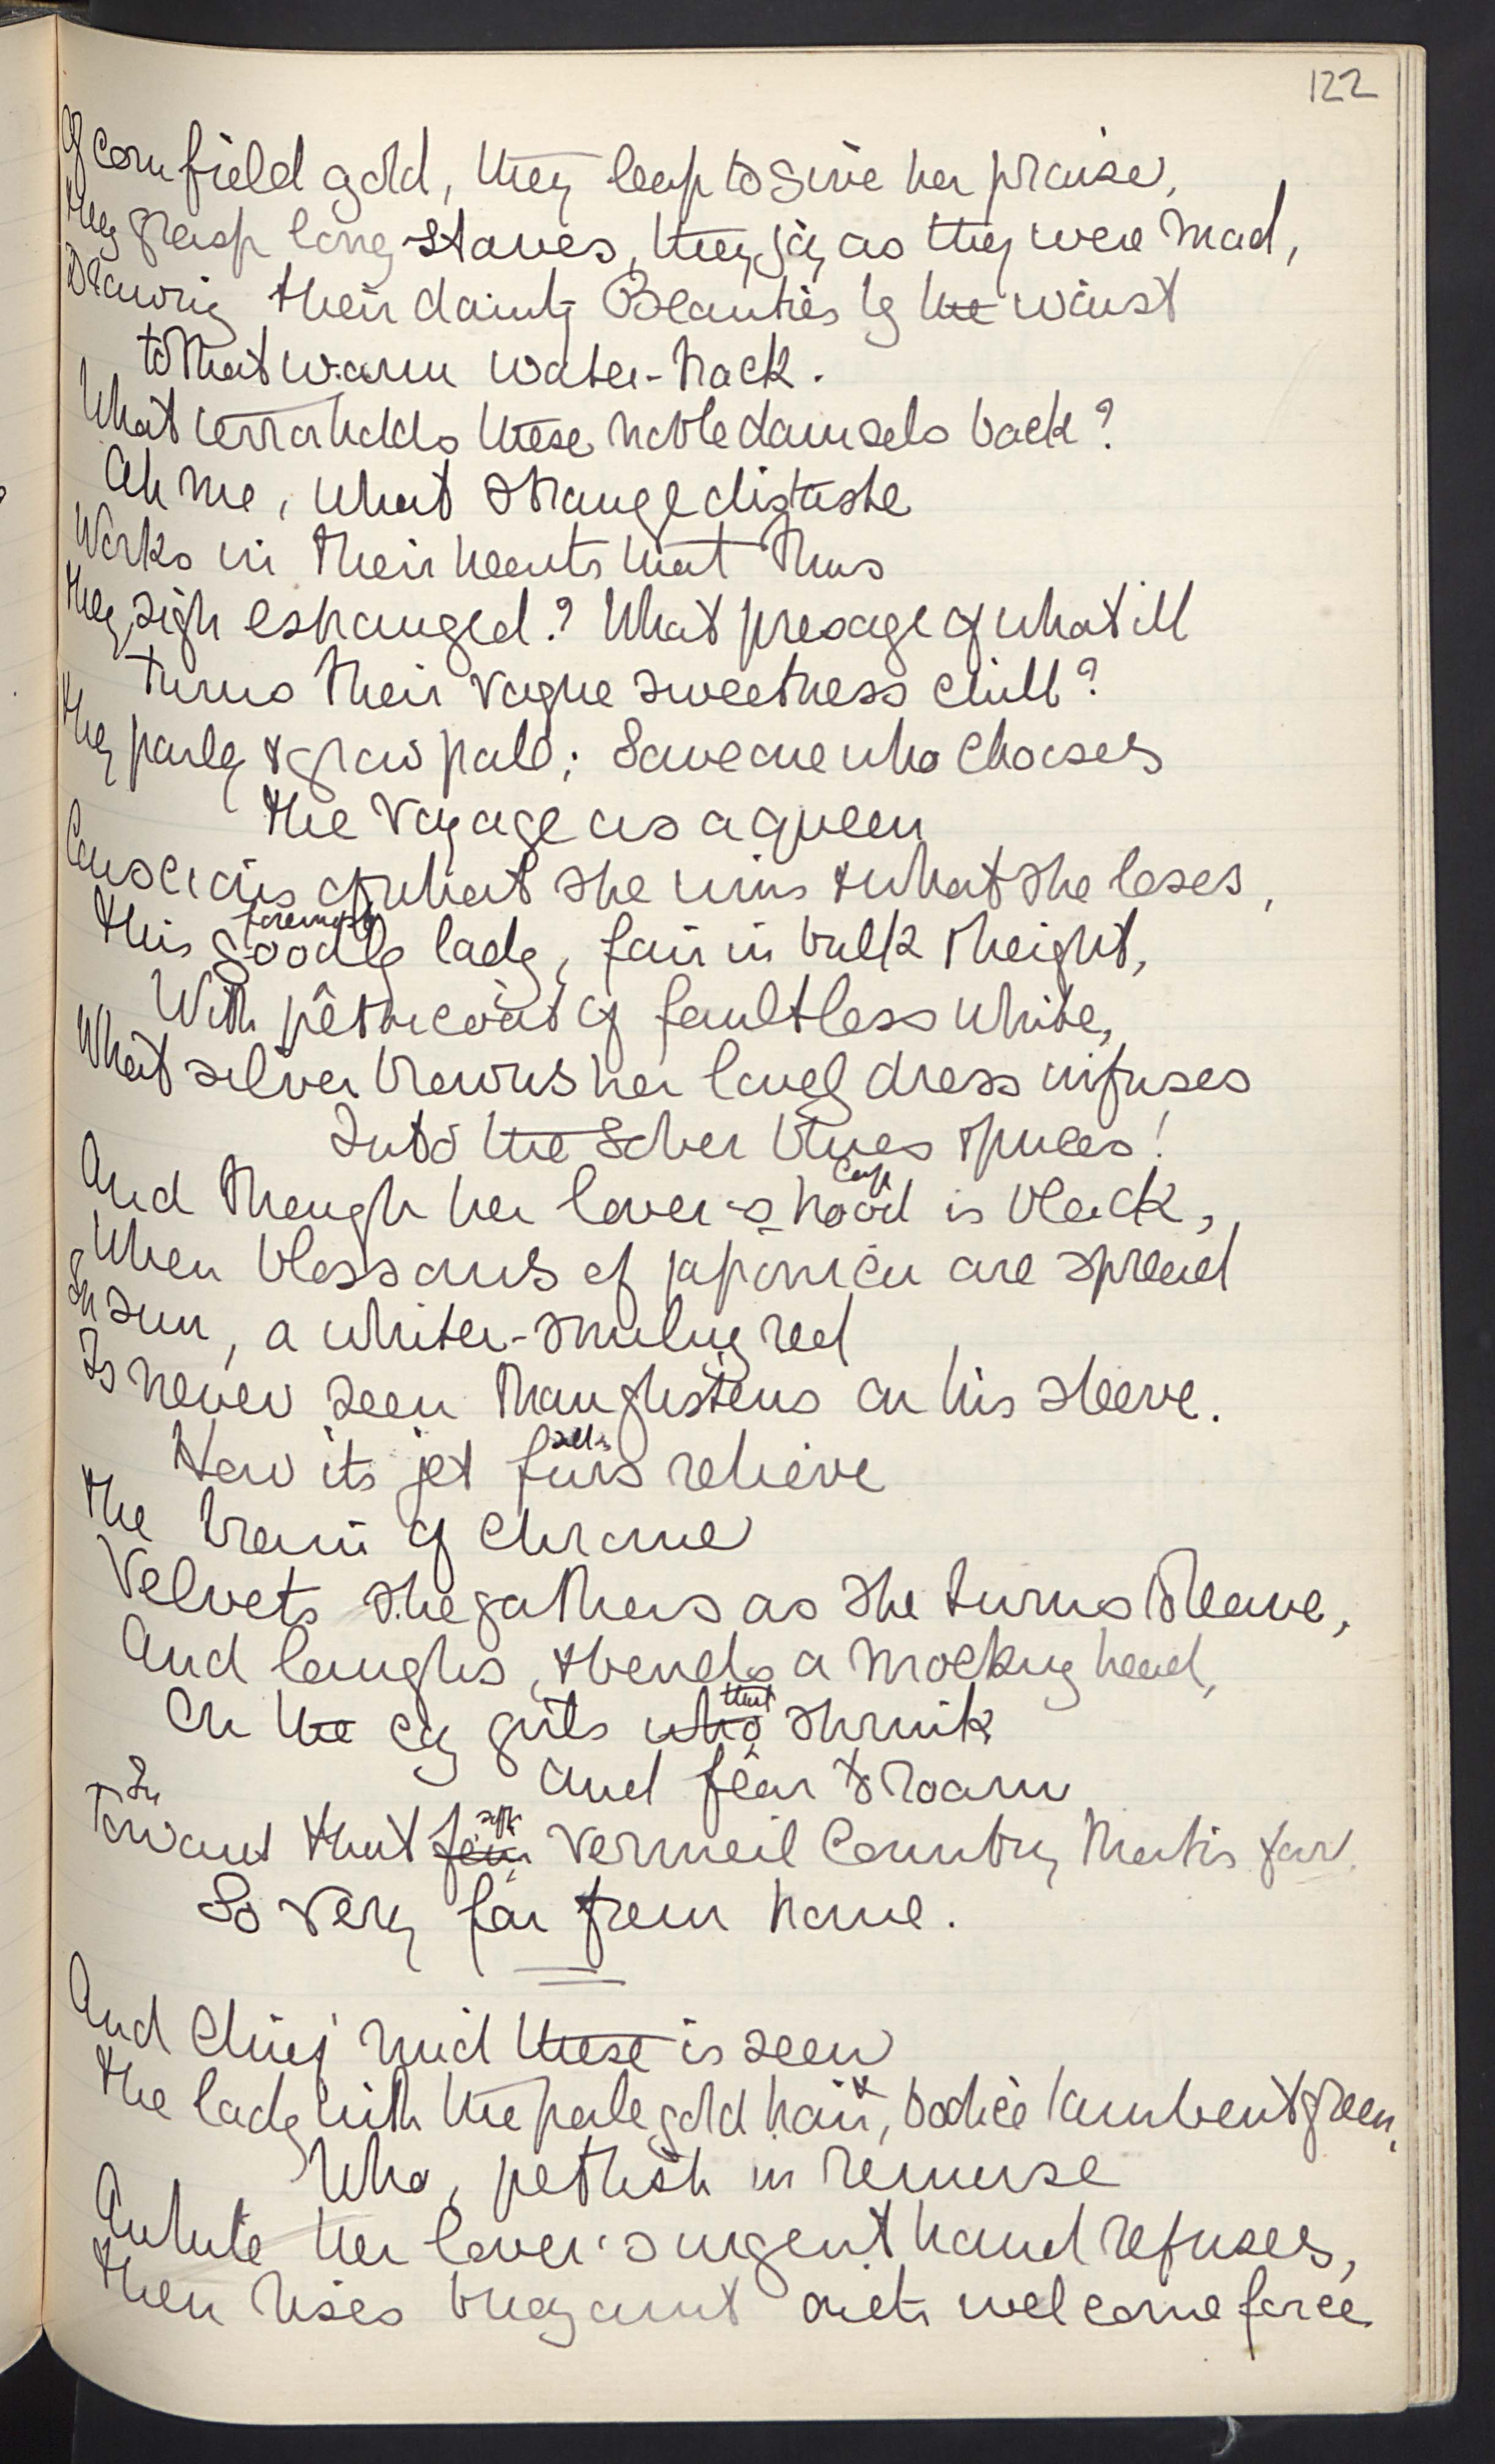 122
Of cornfield gold, they leap to give her praise,
They grasp long staves, they joy as they were mad,
Drawing their dainty Beauties by the waist
to that warm water-track.
What terror holds these noble damsels back?
Ah me, what strange distaste
Works in their hearts that thus
they sigh estranged? What presage of what ill
turns their vague sweetness chill?
they parley & grow pale; Save one who chooses
the voyage as a queen
Conscious of what she wins & what she loses,
foremost
this goodly lady, fair in bulk & height,
With petticoat of faultless white,
What silver browns her lovely dress infuses
Into the sober blues & puces!
cap
And though her lover's hood is black,
When blossoms of japonica are spread
In sun, a whiter-smiling red
Is never seen than glistens on his sleeve.
sets
How its jet furs relieve
the train of chrome
Velvets she gathers as she turns to leave,
And laughs, & bends a mocking head,
that
On the coy girls who shrink
And fear to roam
In
soft
Toward that fair vermeil Country that is far
So very far from home.
And chief mid these is seen
the lady with the pale gold hair, & bodice lambent green,
Who, pettish in remorse
Awhile her lover's urgent hand refuses,
then rises buoyant on its welcome force